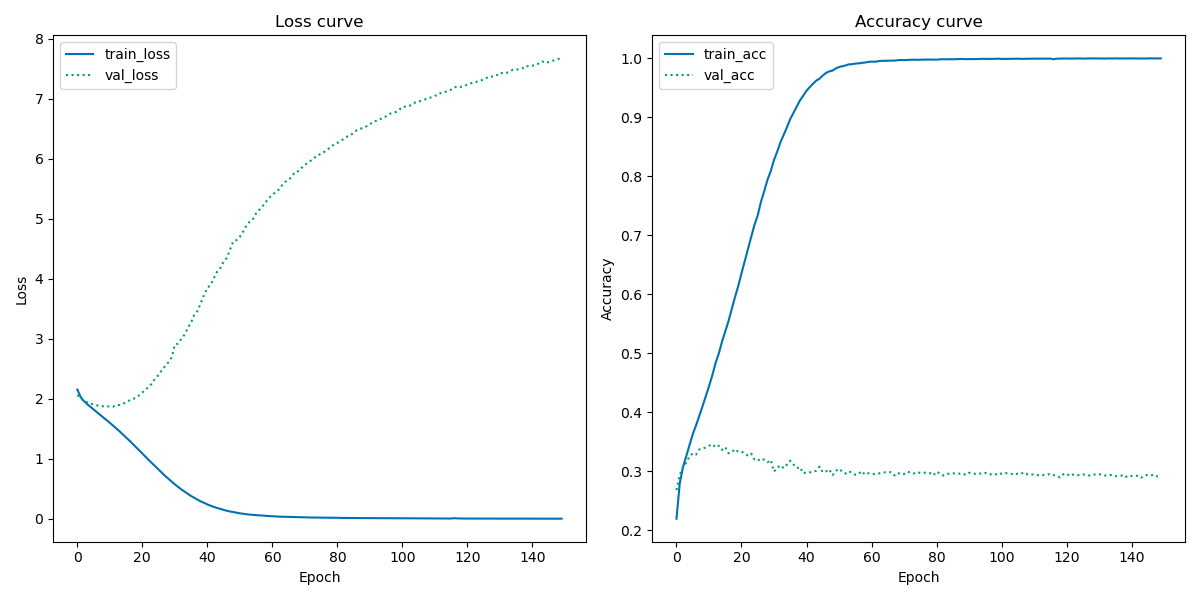 Loss curve
train_loss
val_loss
8
7
6
5
4
3
2
1
0
Loss
0 20 40 60 80 100 120 140
Epoch
Accuracy curve
train_acc
val_acc
1.0
0.9
0.8
0.7
0.6
0.5
0.4
0.3
0.2
Accuracy
0 20 40 60 80 100 120 140
Epoch